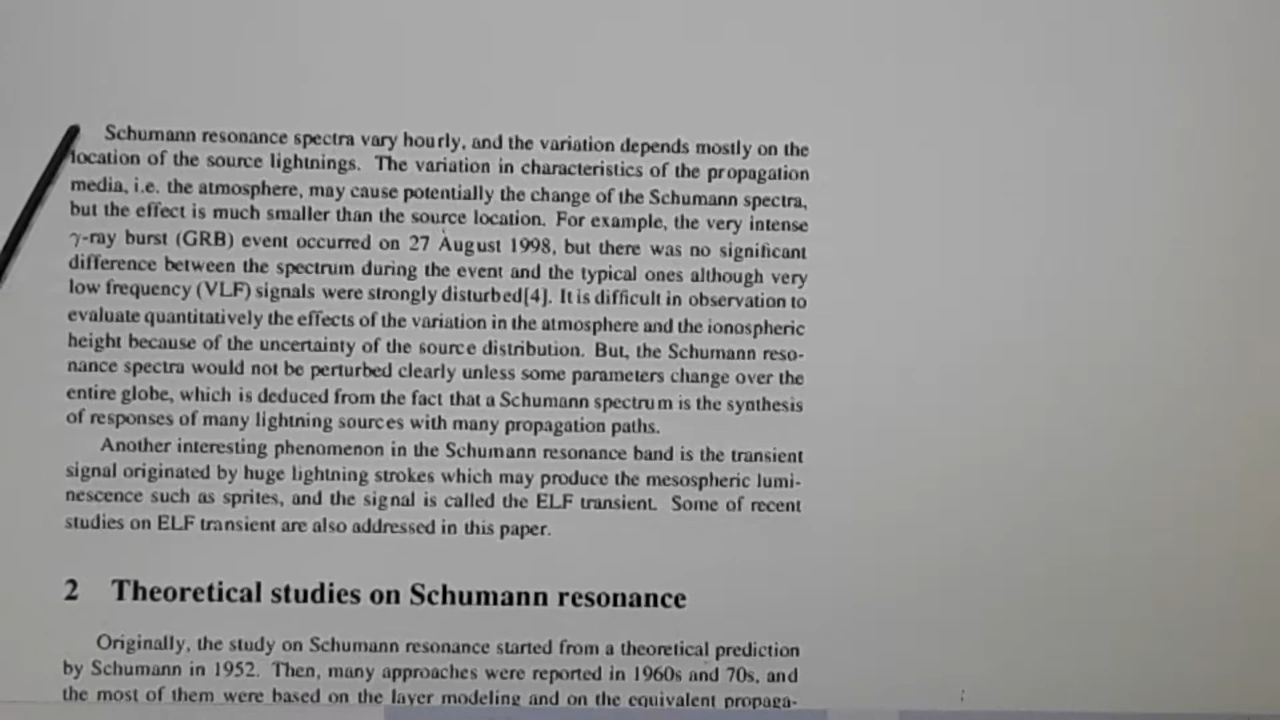 Schumann resonance spectra vary hourly, and the variation depends mostly on the
location of the source lightnings. The variation in characteristics of the propagation
media, i.e. the atmosphere, may cause potentially the change of the Schumann spectra,
but the effect is much smaller than the source location. For example, the very intense
γ-ray burst (GRB) event occurred on 27 August 1998, but there was no significant
difference between the spectrum during the event and the typical ones although very
low frequency (VLF) signals were strongly disturbed[4]. It is difficult in observation to
evaluate quantitatively the effects of the variation in the atmosphere and the ionospheric
height because of the uncertainty of the source distribution. But, the Schumann reso-
nance spectra would not be perturbed clearly unless some parameters change over the
entire globe, which is deduced from the fact that a Schumann spectrum is the synthesis
of responses of many lightning sources with many propagation paths.
Another interesting phenomenon in the Schumann resonance band is the transient
signal originated by huge lightning strokes which may produce the mesospheric lumi-
nescence such as sprites, and the signal is called the ELF transient. Some of recent
studies on ELF transient are also addressed in this paper.
2 Theoretical studies on Schumann resonance
Originally, the study on Schumann resonance started from a theoretical prediction
by Schumann in 1952. Then, many approaches were reported in 1960s and 70s, and
the most of them were based on the layer modeling and on the equivalent propaga-